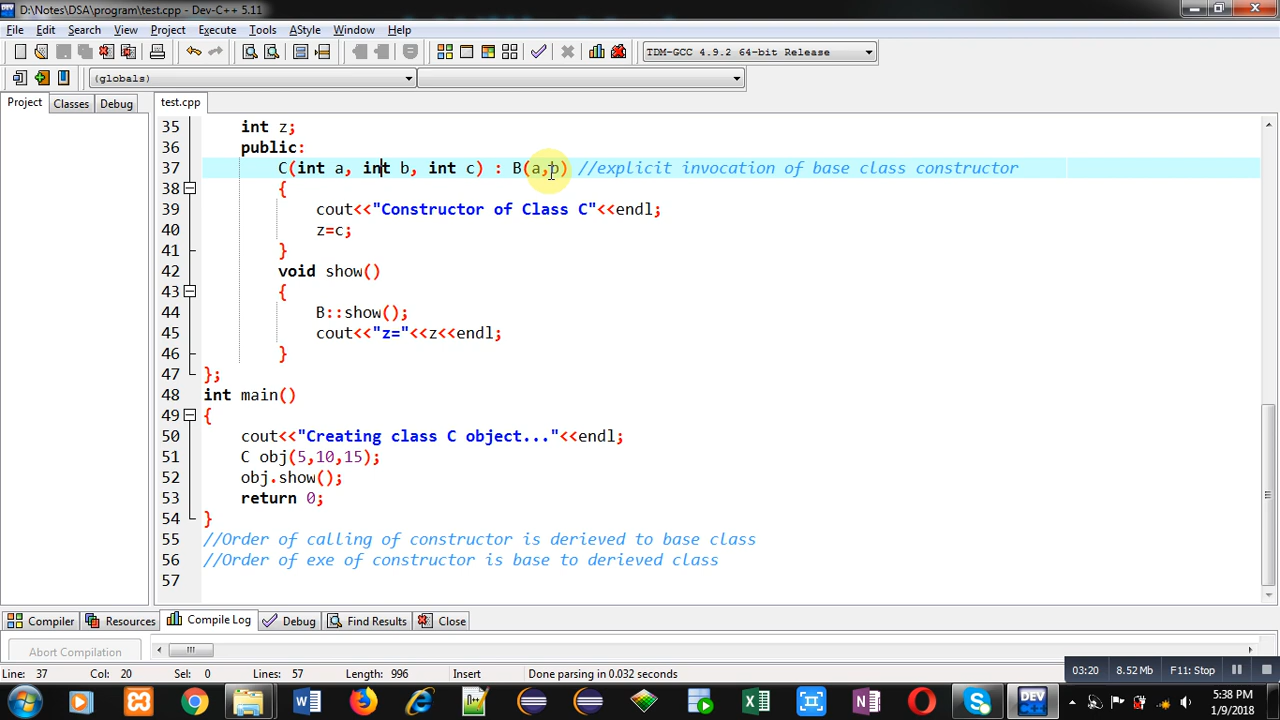 D:\Notes\DSA\program\test.cpp - Dev-C++ 5.11
File Edit Search View Project Execute Tools AStyle Window Help
TDM-GCC 4.9.2 64-bit Release
(globals)
Project Classes Debug test.cpp
35 int z;
36 public:
37 C(int a, int b, int c) : B(a,b) //explicit invocation of base class constructor
38 {
39 cout<<"Constructor of Class C"<<endl;
40 z=c;
41 }
42 void show()
43 {
44 B::show();
45 cout<<"z="<<z<<endl;
46 }
47 };
48 int main()
49 {
50 cout<<"Creating class C object..."<<endl;
51 C obj(5,10,15);
52 obj.show();
53 return 0;
54 }
55 //Order of calling of constructor is derieved to base class
56 //Order of exe of constructor is base to derieved class
57
Compiler Resources Compile Log Debug Find Results Close
Abort Compilation
Line: 37 Col: 20 Sel: 0 Lines: 57 Length: 996 Insert Done parsing in 0.032 seconds
03:20 8.52 Mb F11: Stop
5:38 PM
1/9/2018